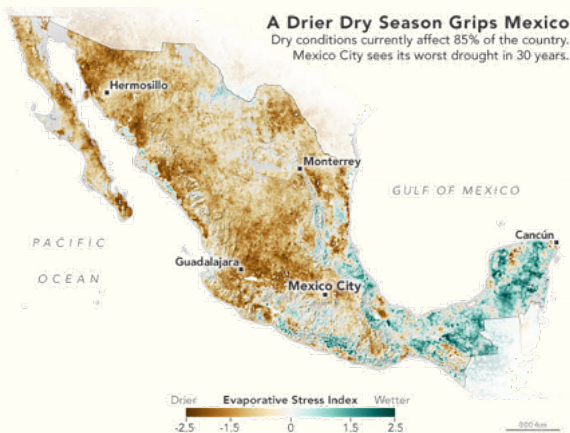 A Drier Dry Season Grips Mexico
Dry conditions currently affect 85% of the country.
Mexico City sees its worst drought in 30 years.
Hermosillo
Monterrey
GULF OF MEXICO
PACIFIC
OCEAN
Cancún
Guadalajara
Mexico City
Drier Evaporative Stress Index Wetter
-2.5 -1.5 0 1.5 2.5